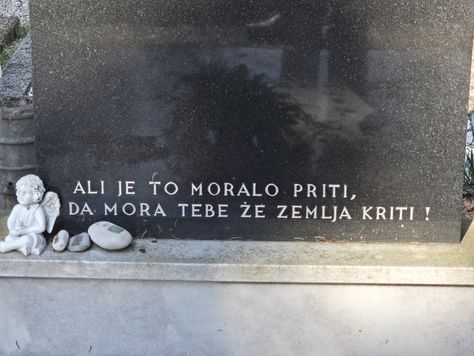 ALI JE TO MORALO PRITI,
DA MORA TEBE ŽE ZEMLJA KRITI !